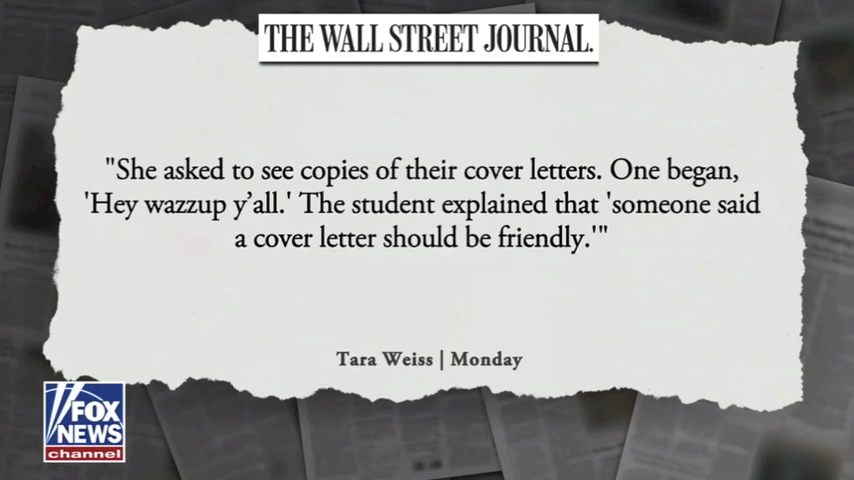 THE WALL STREET JOURNAL.
"She asked to see copies of their cover letters. One began,
'Hey wazzup y’all.' The student explained that 'someone said
a cover letter should be friendly.'"
Tara Weiss | Monday
FOX
NEWS
channel